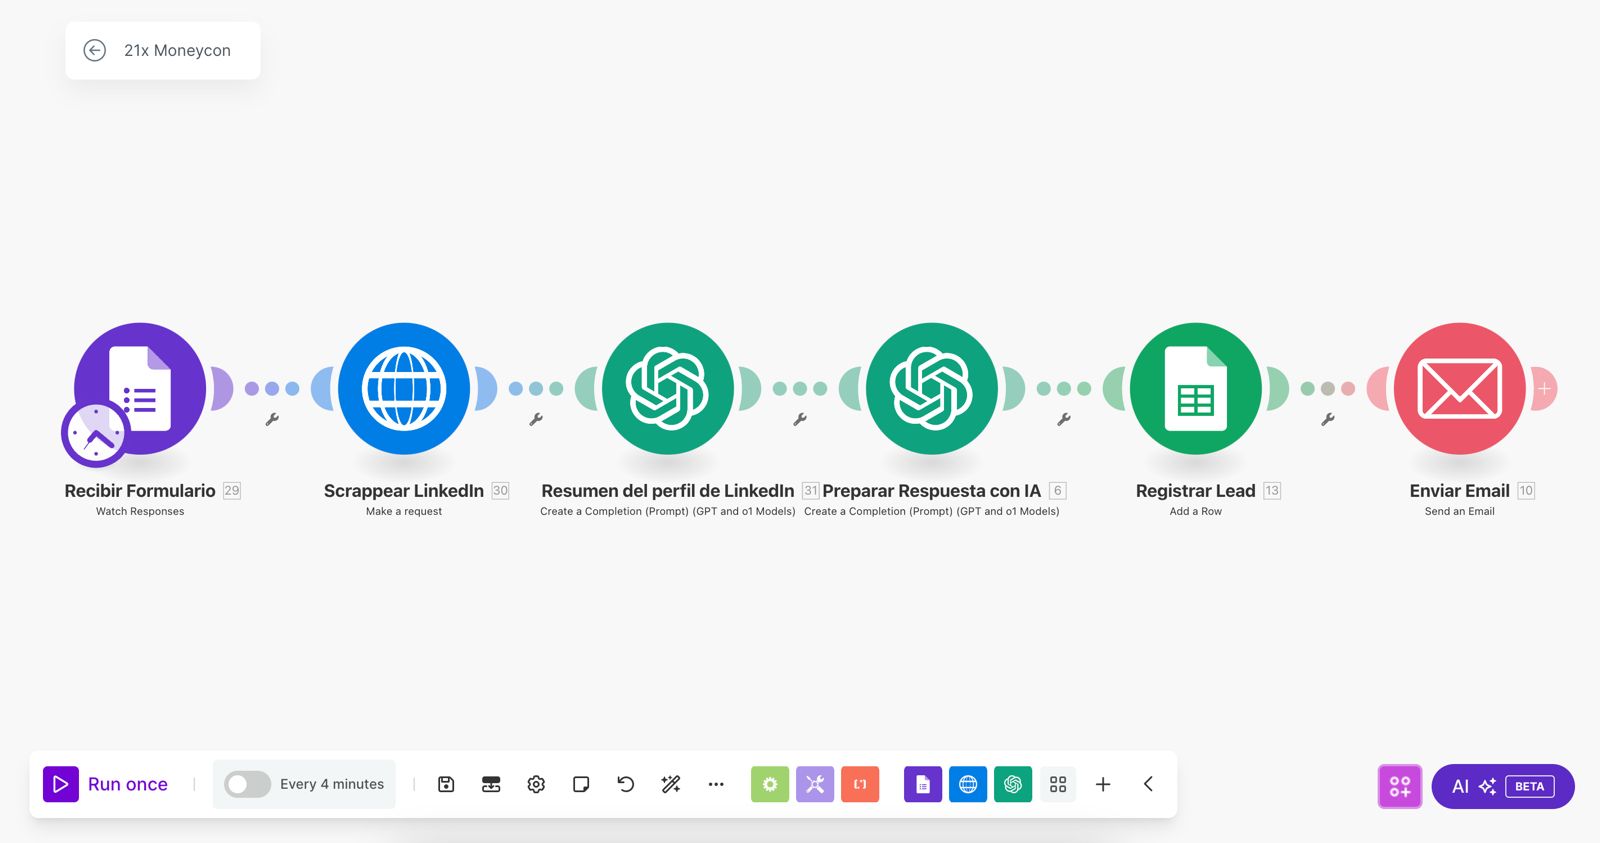 21x Moneycon
Recibir Formulario 29
Watch Responses
Scrappear LinkedIn 30
Make a request
Resumen del perfil de LinkedIn 31
Create a Completion (Prompt) (GPT and o1 Models)
Preparar Respuesta con IA 6
Create a Completion (Prompt) (GPT and o1 Models)
Registrar Lead 13
Add a Row
Enviar Email 10
Send an Email
Run once
Every 4 minutes
AI BETA